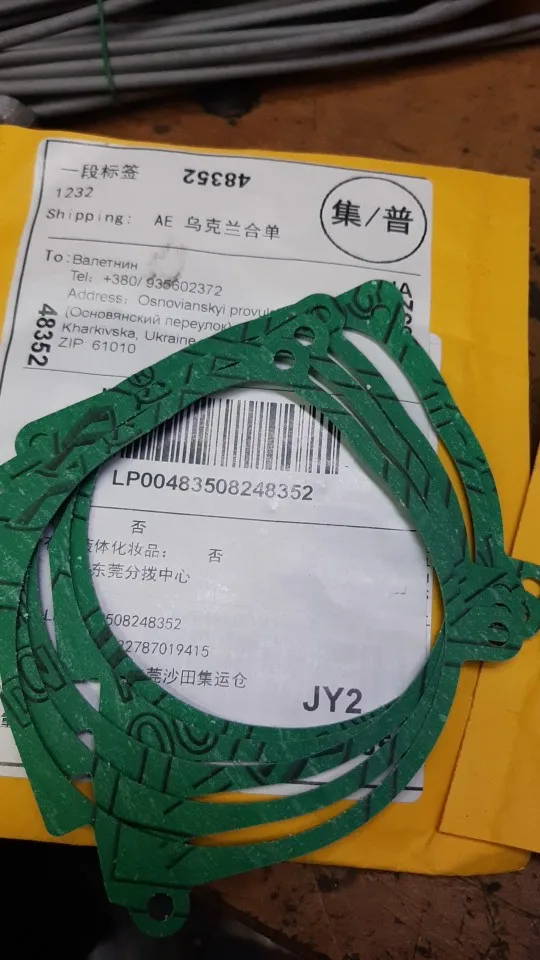 一段标签
48352
1232
集/普
Shipping: AE 乌克兰合单
To: Валетнин
Tel: +380/ 935602372
Address: Osnovianskyi
(Основянский переулок)
Kharkivska, Ukraine
ZIP 61010
48352
LP00483508248352
否
液体化妆品: 否
东莞分拨中心
508248352
2787019415
莞沙田集运仓
JY2